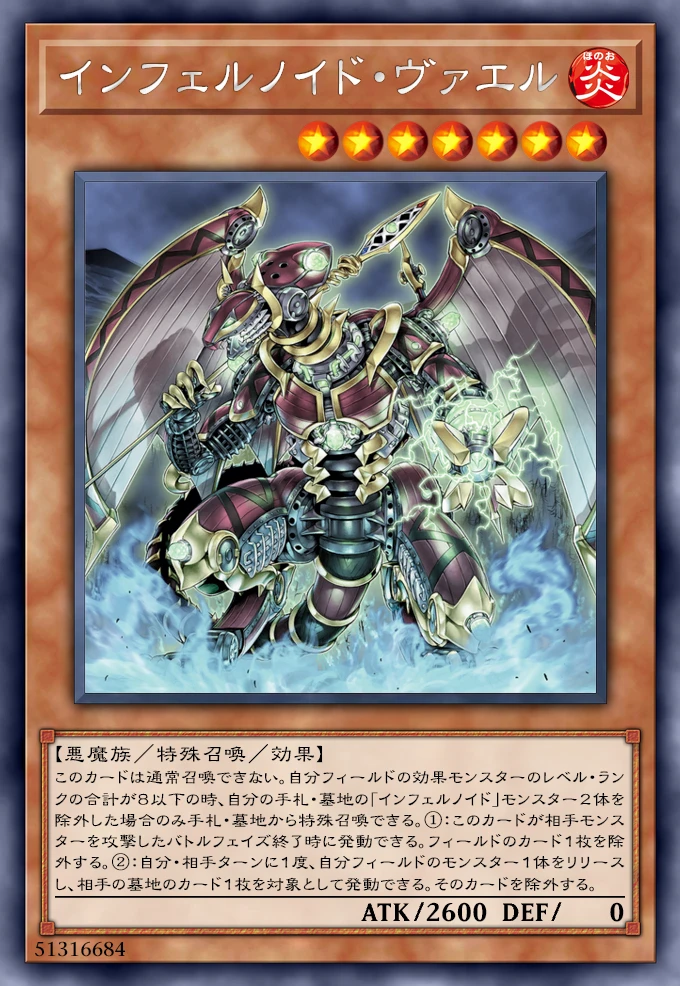 インフェルノイド・ヴァエル
ほのお
炎
【悪魔族／特殊召喚／効果】
このカードは通常召喚できない。自分フィールドの効果モンスターのレベル・ラン
クの合計が８以下の時、自分の手札・墓地の「インフェルノイド」モンスター２体を
除外した場合のみ手札・墓地から特殊召喚できる。①：このカードが相手モンス
ターを攻撃したバトルフェイズ終了時に発動できる。フィールドのカード１枚を除
外する。②：自分・相手ターンに１度、自分フィールドのモンスター１体をリリース
し、相手の墓地のカード１枚を対象として発動できる。そのカードを除外する。
ATK/2600 DEF/ 0
51316684